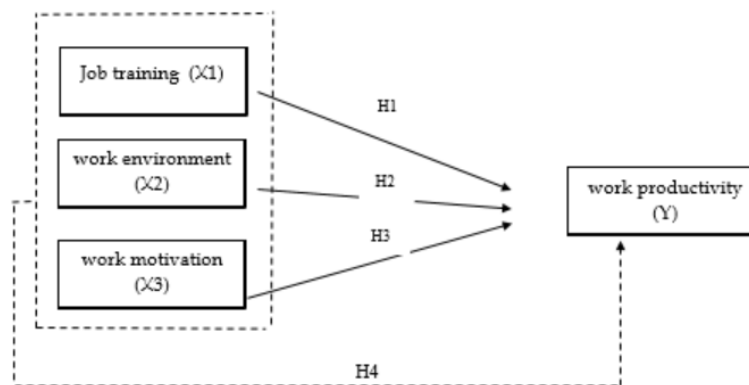 Job training (X1)
H1
work environment
(X2)
H2
work productivity
(Y)
H3
work motivation
(X3)
H4